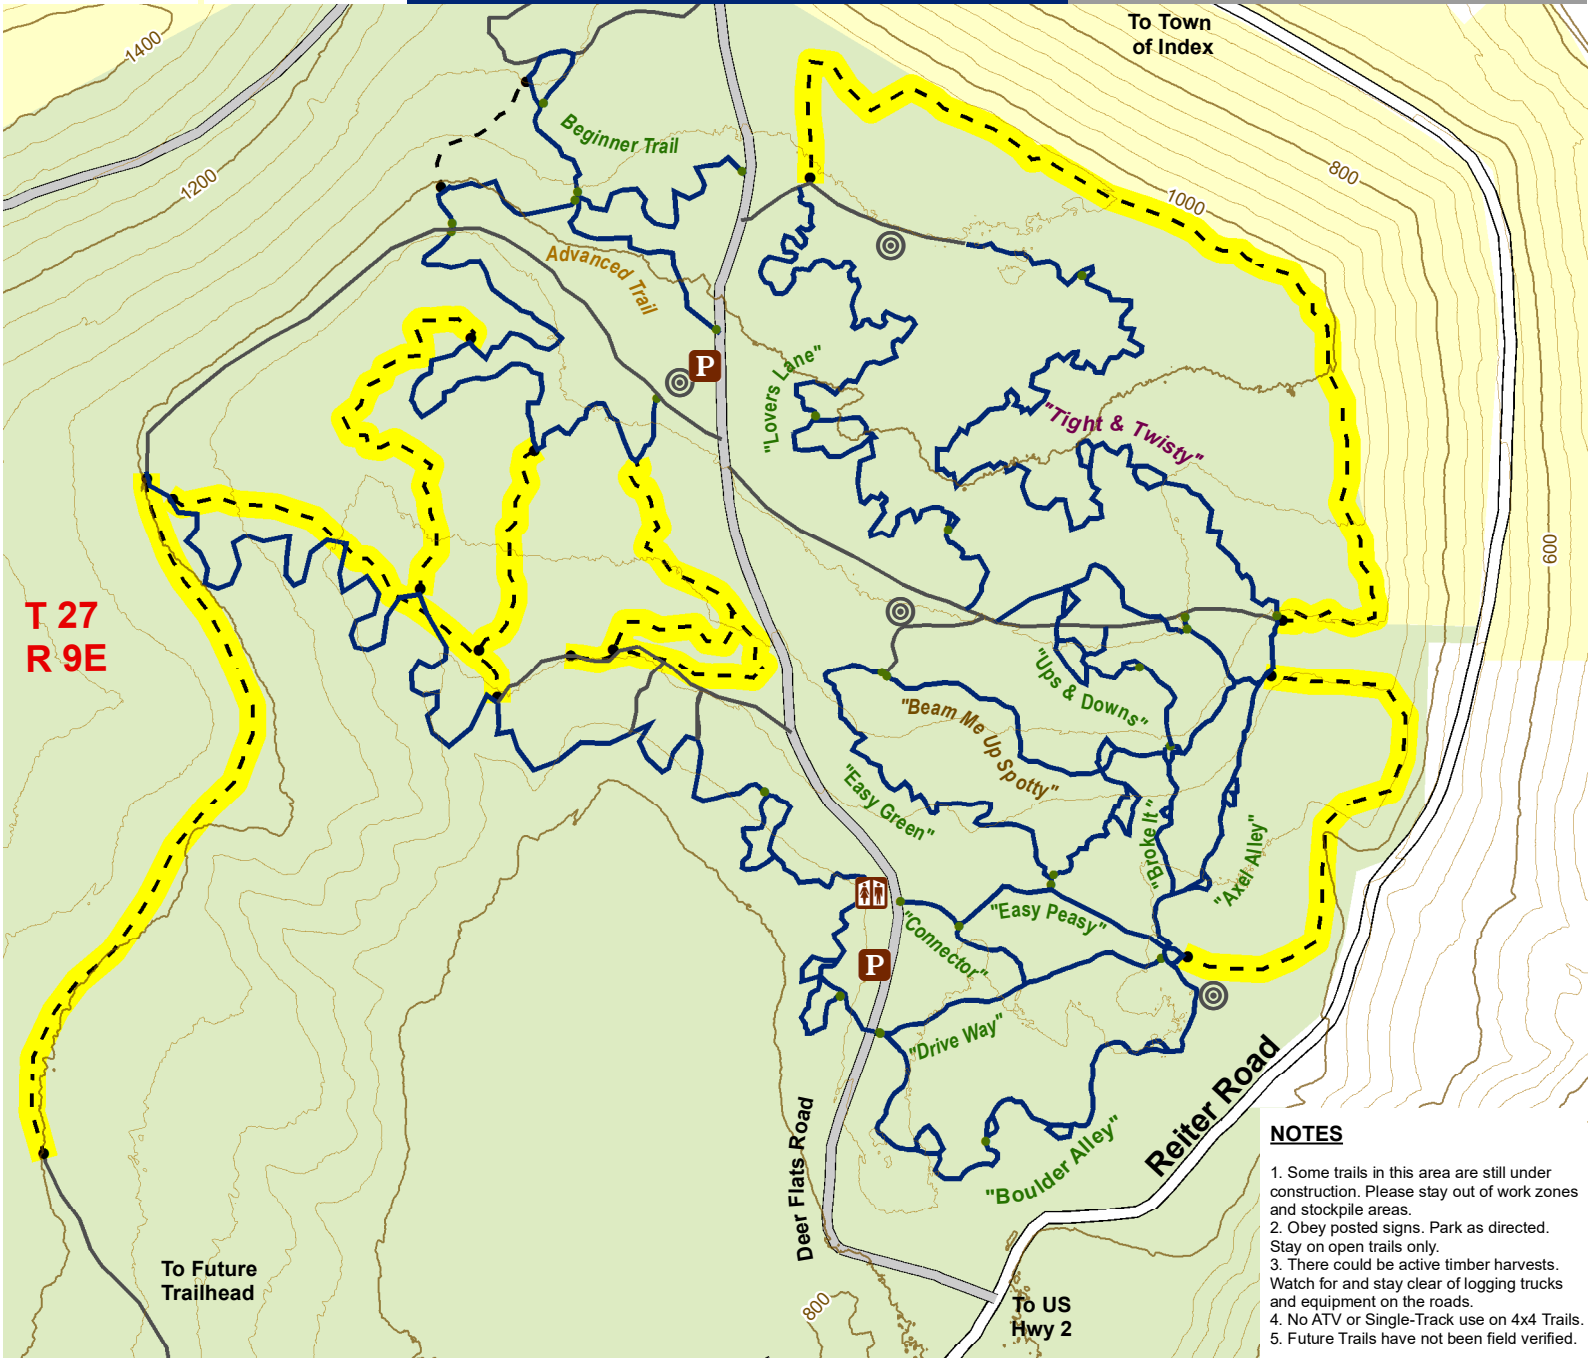 To Town
of Index
1400
Beginner Trail
1200
800
1000
Advanced Trail
P
"Lovers Lane"
"Tight & Twisty"
600
T 27
R 9E
"Ups & Downs"
"Beam Me Up Spotty"
"Easy Green"
"Broke It"
"Axel Alley"
"Easy Peasy"
"Connector"
P
"Drive Way"
Reiter Road
Deer Flats Road
"Boulder Alley"
To Future
Trailhead
800
To US
Hwy 2
NOTES
1. Some trails in this area are still under
construction. Please stay out of work zones
and stockpile areas.
2. Obey posted signs. Park as directed.
Stay on open trails only.
3. There could be active timber harvests.
Watch for and stay clear of logging trucks
and equipment on the roads.
4. No ATV or Single-Track use on 4x4 Trails.
5. Future Trails have not been field verified.